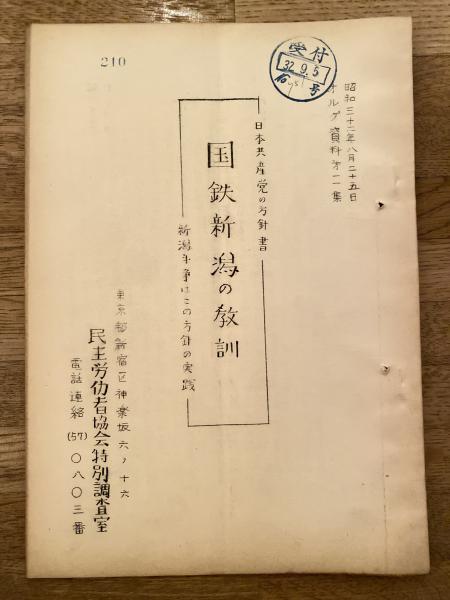 210
受付
32.9.5
号
昭和三十二年八月二十五日
オルグ資料第一集
日本共産党の方針書
国鉄新潟の教訓
新潟斗争はこの方針の実践
東京都新宿区神楽坂六ノ十六
民主労仂者協会特別調査室
電話連絡(57)〇八〇三番